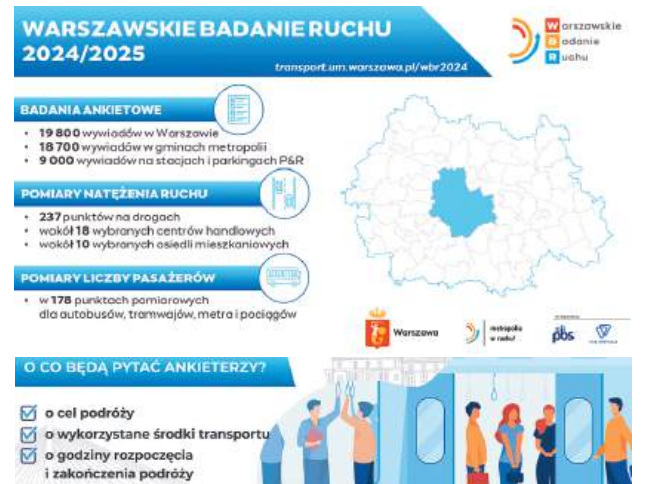 WARSZAWSKIE BADANIE RUCHU
2024/2025
transport.um.warszawa.pl/wbr2024
Warszawskie
Badanie
Ruchu
BADANIA ANKIETOWE
• 19 800 wywiadów w Warszawie
• 18 700 wywiadów w gminach metropolii
• 9 000 wywiadów na stacjach i parkingach P&R
POMIARY NATĘŻENIA RUCHU
• 237 punktów na drogach
• wokół 18 wybranych centrów handlowych
• wokół 10 wybranych osiedli mieszkaniowych
POMIARY LICZBY PASAŻERÓW
• w 178 punktach pomiarowych
dla autobusów, tramwajów, metra i pociągów
Warszawa
metropolia
w ruchu!
pbs
O CO BĘDĄ PYTAĆ ANKIETERZY?
o cel podróży
o wykorzystane środki transportu
o godziny rozpoczęcia
i zakończenia podróży